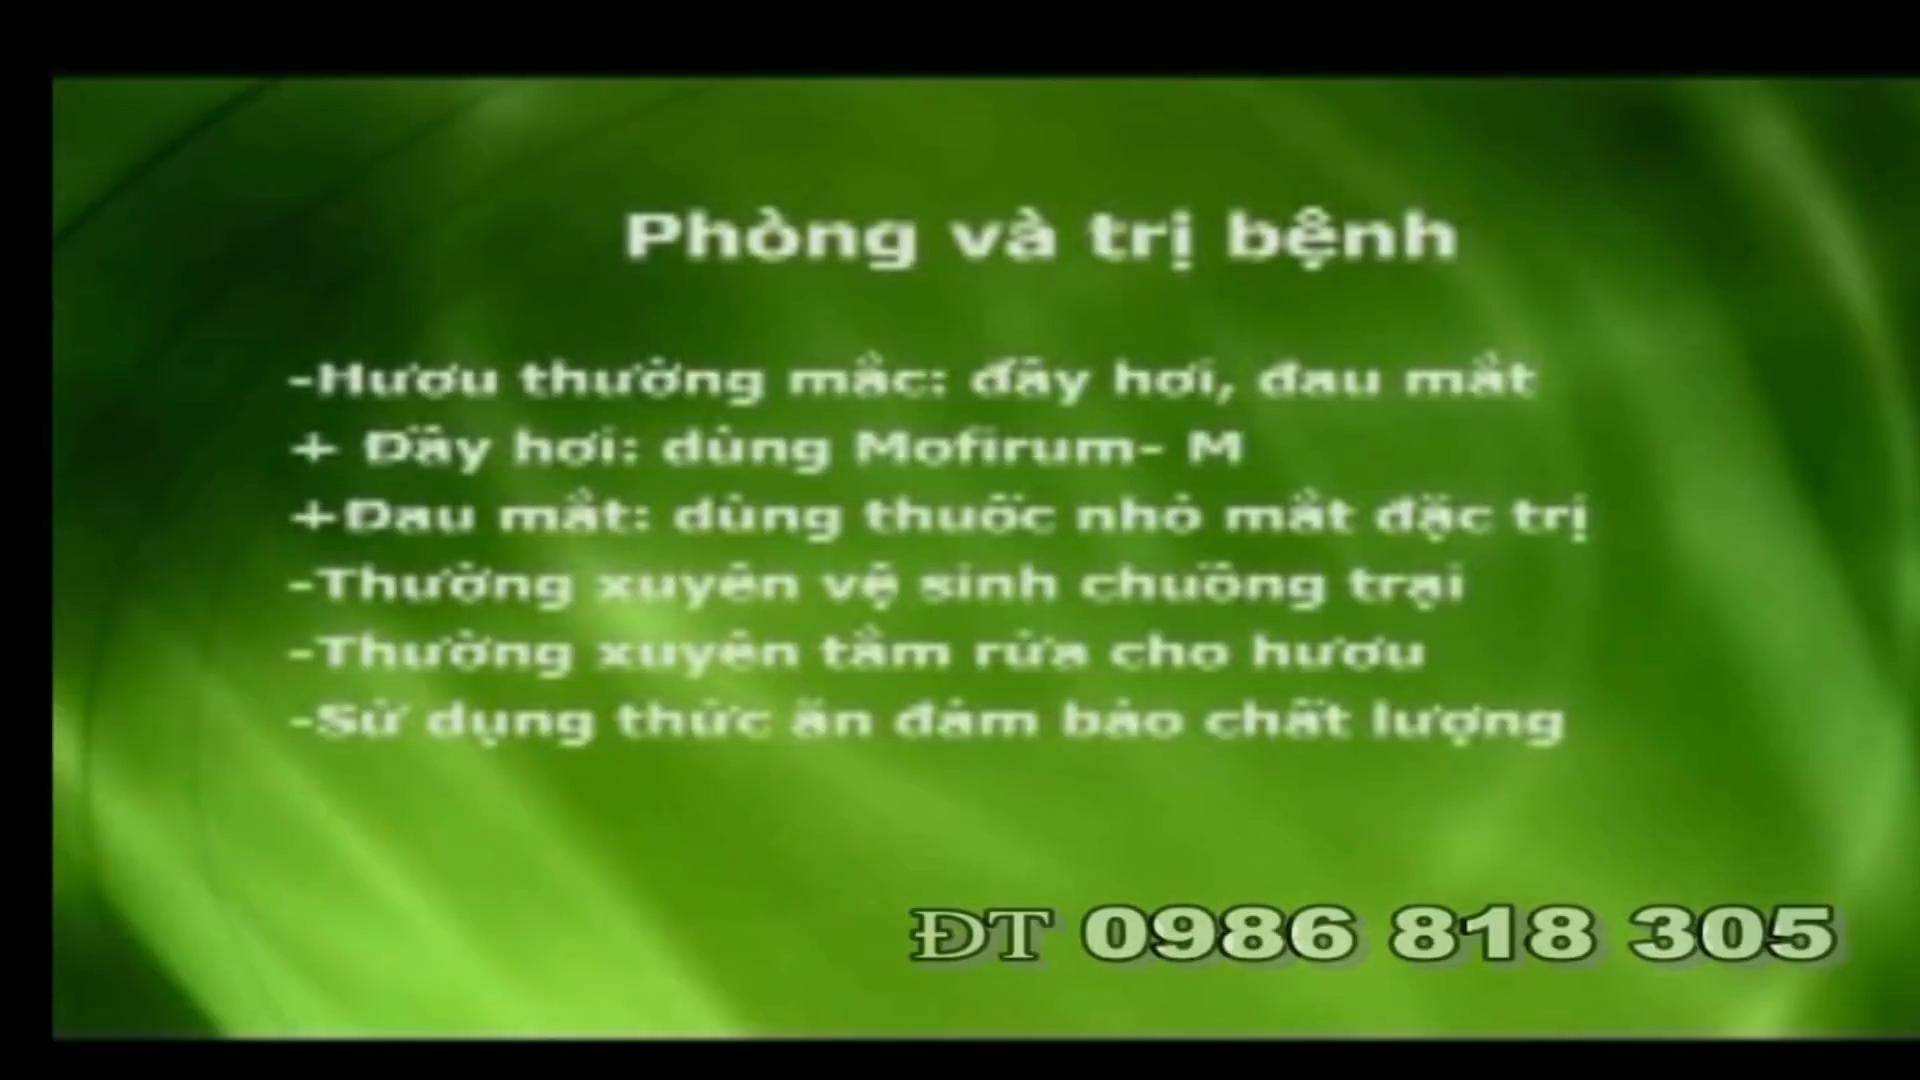 Phòng và trị bệnh
-Hươu thường mắc: đầy hơi, đau mắt
+ Đầy hơi: dùng Mofirum- M
+Đau mắt: dùng thuốc nhỏ mắt đặc trị
-Thường xuyên vệ sinh chuồng trại
-Thường xuyên tắm rửa cho hươu
-Sử dụng thức ăn đảm bảo chất lượng
ĐT 0986 818 305